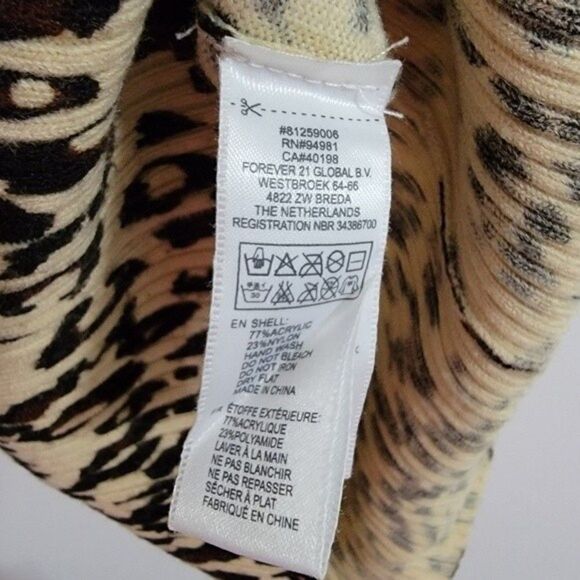 #81259006
RN#94981
CA#40198
FOREVER 21 GLOBAL B.V.
WESTBROEK 64-66
4822 ZW BREDA
THE NETHERLANDS
REGISTRATION NBR 34386700
30
EN SHELL:
77%ACRYLIC
23%NYLON
HAND WASH
DO NOT BLEACH
DO NOT IRON
DRY FLAT
MADE IN CHINA
FR ÉTOFFE EXTÉRIEURE:
77%ACRYLIQUE
23%POLYAMIDE
LAVER À LA MAIN
NE PAS BLANCHIR
NE PAS REPASSER
SÉCHER À PLAT
FABRIQUÉ EN CHINE